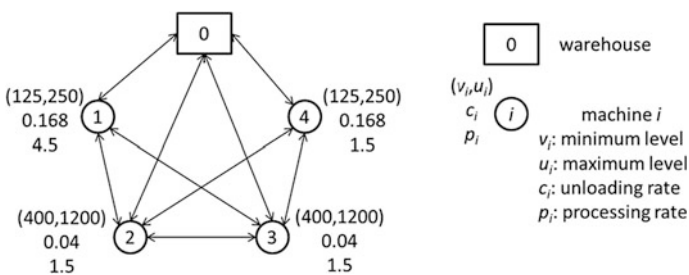 0
(125,250)
0.168
4.5
1
4
(125,250)
0.168
1.5
(400,1200)
0.04
1.5
2
3
(400,1200)
0.04
1.5
0 warehouse
(vᵢ,uᵢ)
cᵢ
pᵢ
i
machine i
vᵢ: minimum level
uᵢ: maximum level
cᵢ: unloading rate
pᵢ: processing rate